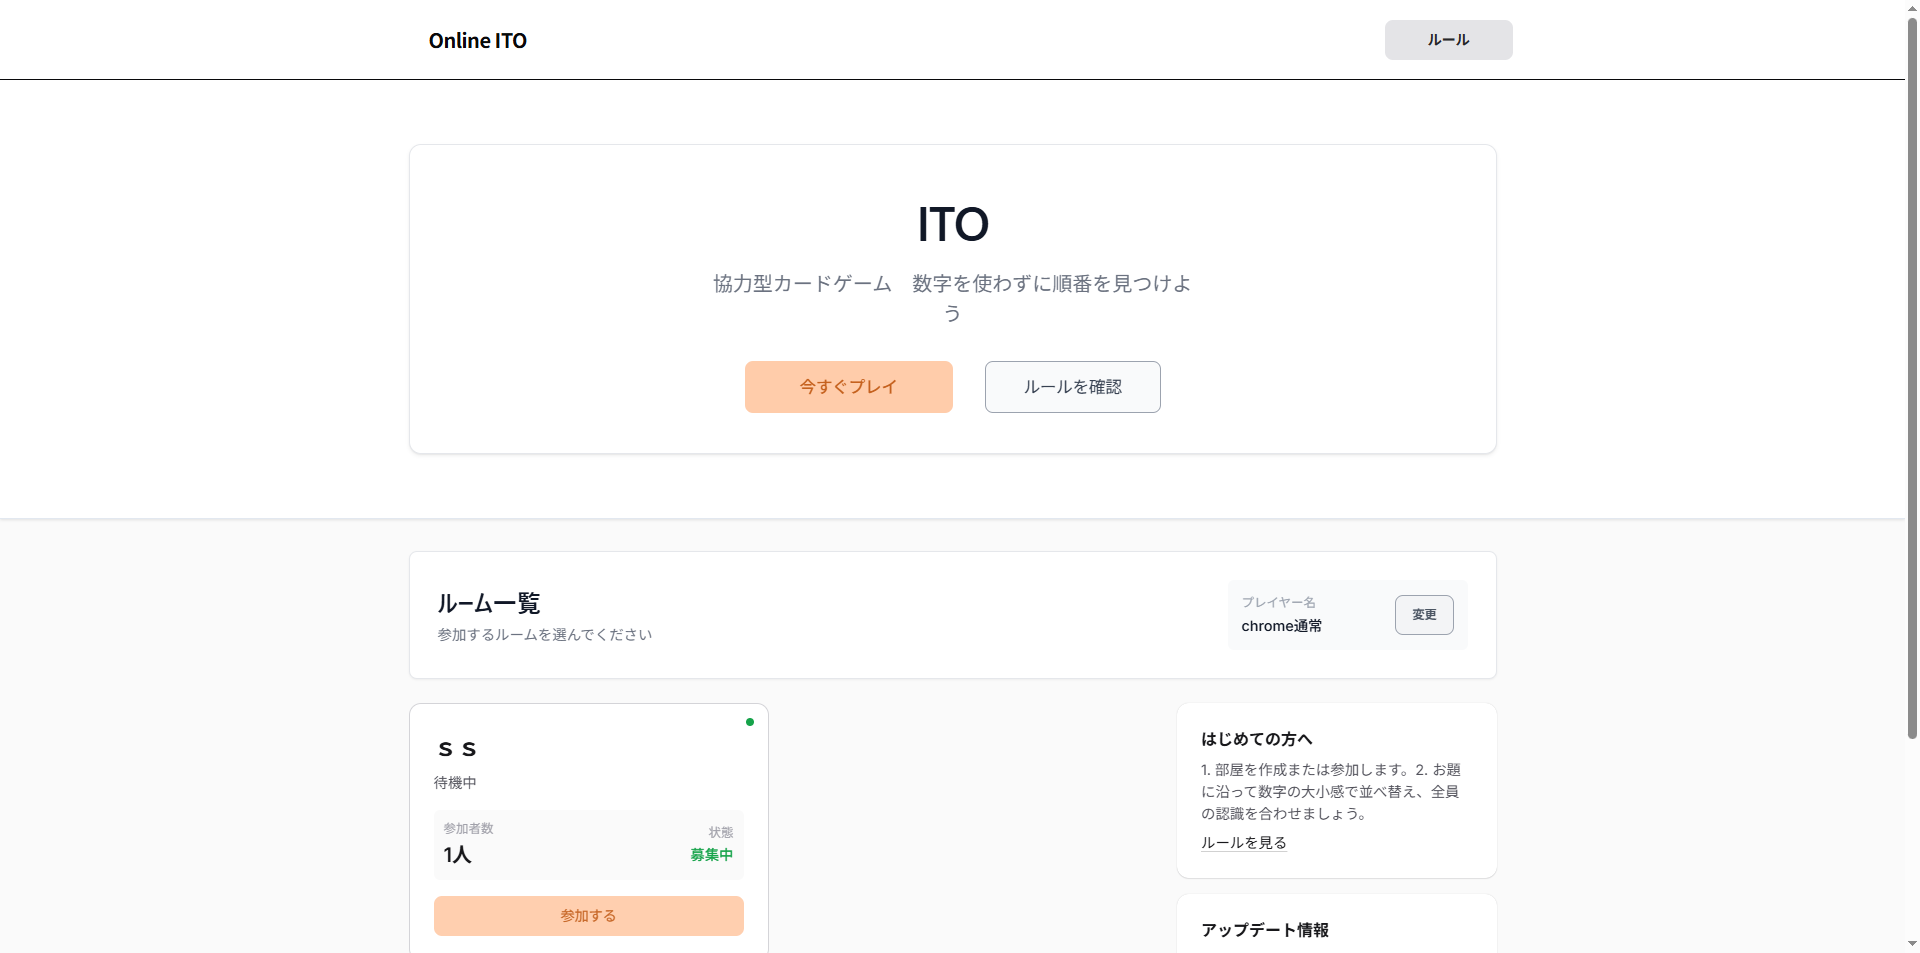 Online ITO
ルール
ITO
協力型カードゲーム　数字を使わずに順番を見つけよ
う
今すぐプレイ
ルールを確認
ルーム一覧
参加するルームを選んでください
プレイヤー名
chrome通常
変更
ｓｓ
待機中
参加者数
1人
状態
募集中
参加する
はじめての方へ
1. 部屋を作成または参加します。2. お題
に沿って数字の大小感で並べ替え、全員
の認識を合わせましょう。
ルールを見る
アップデート情報